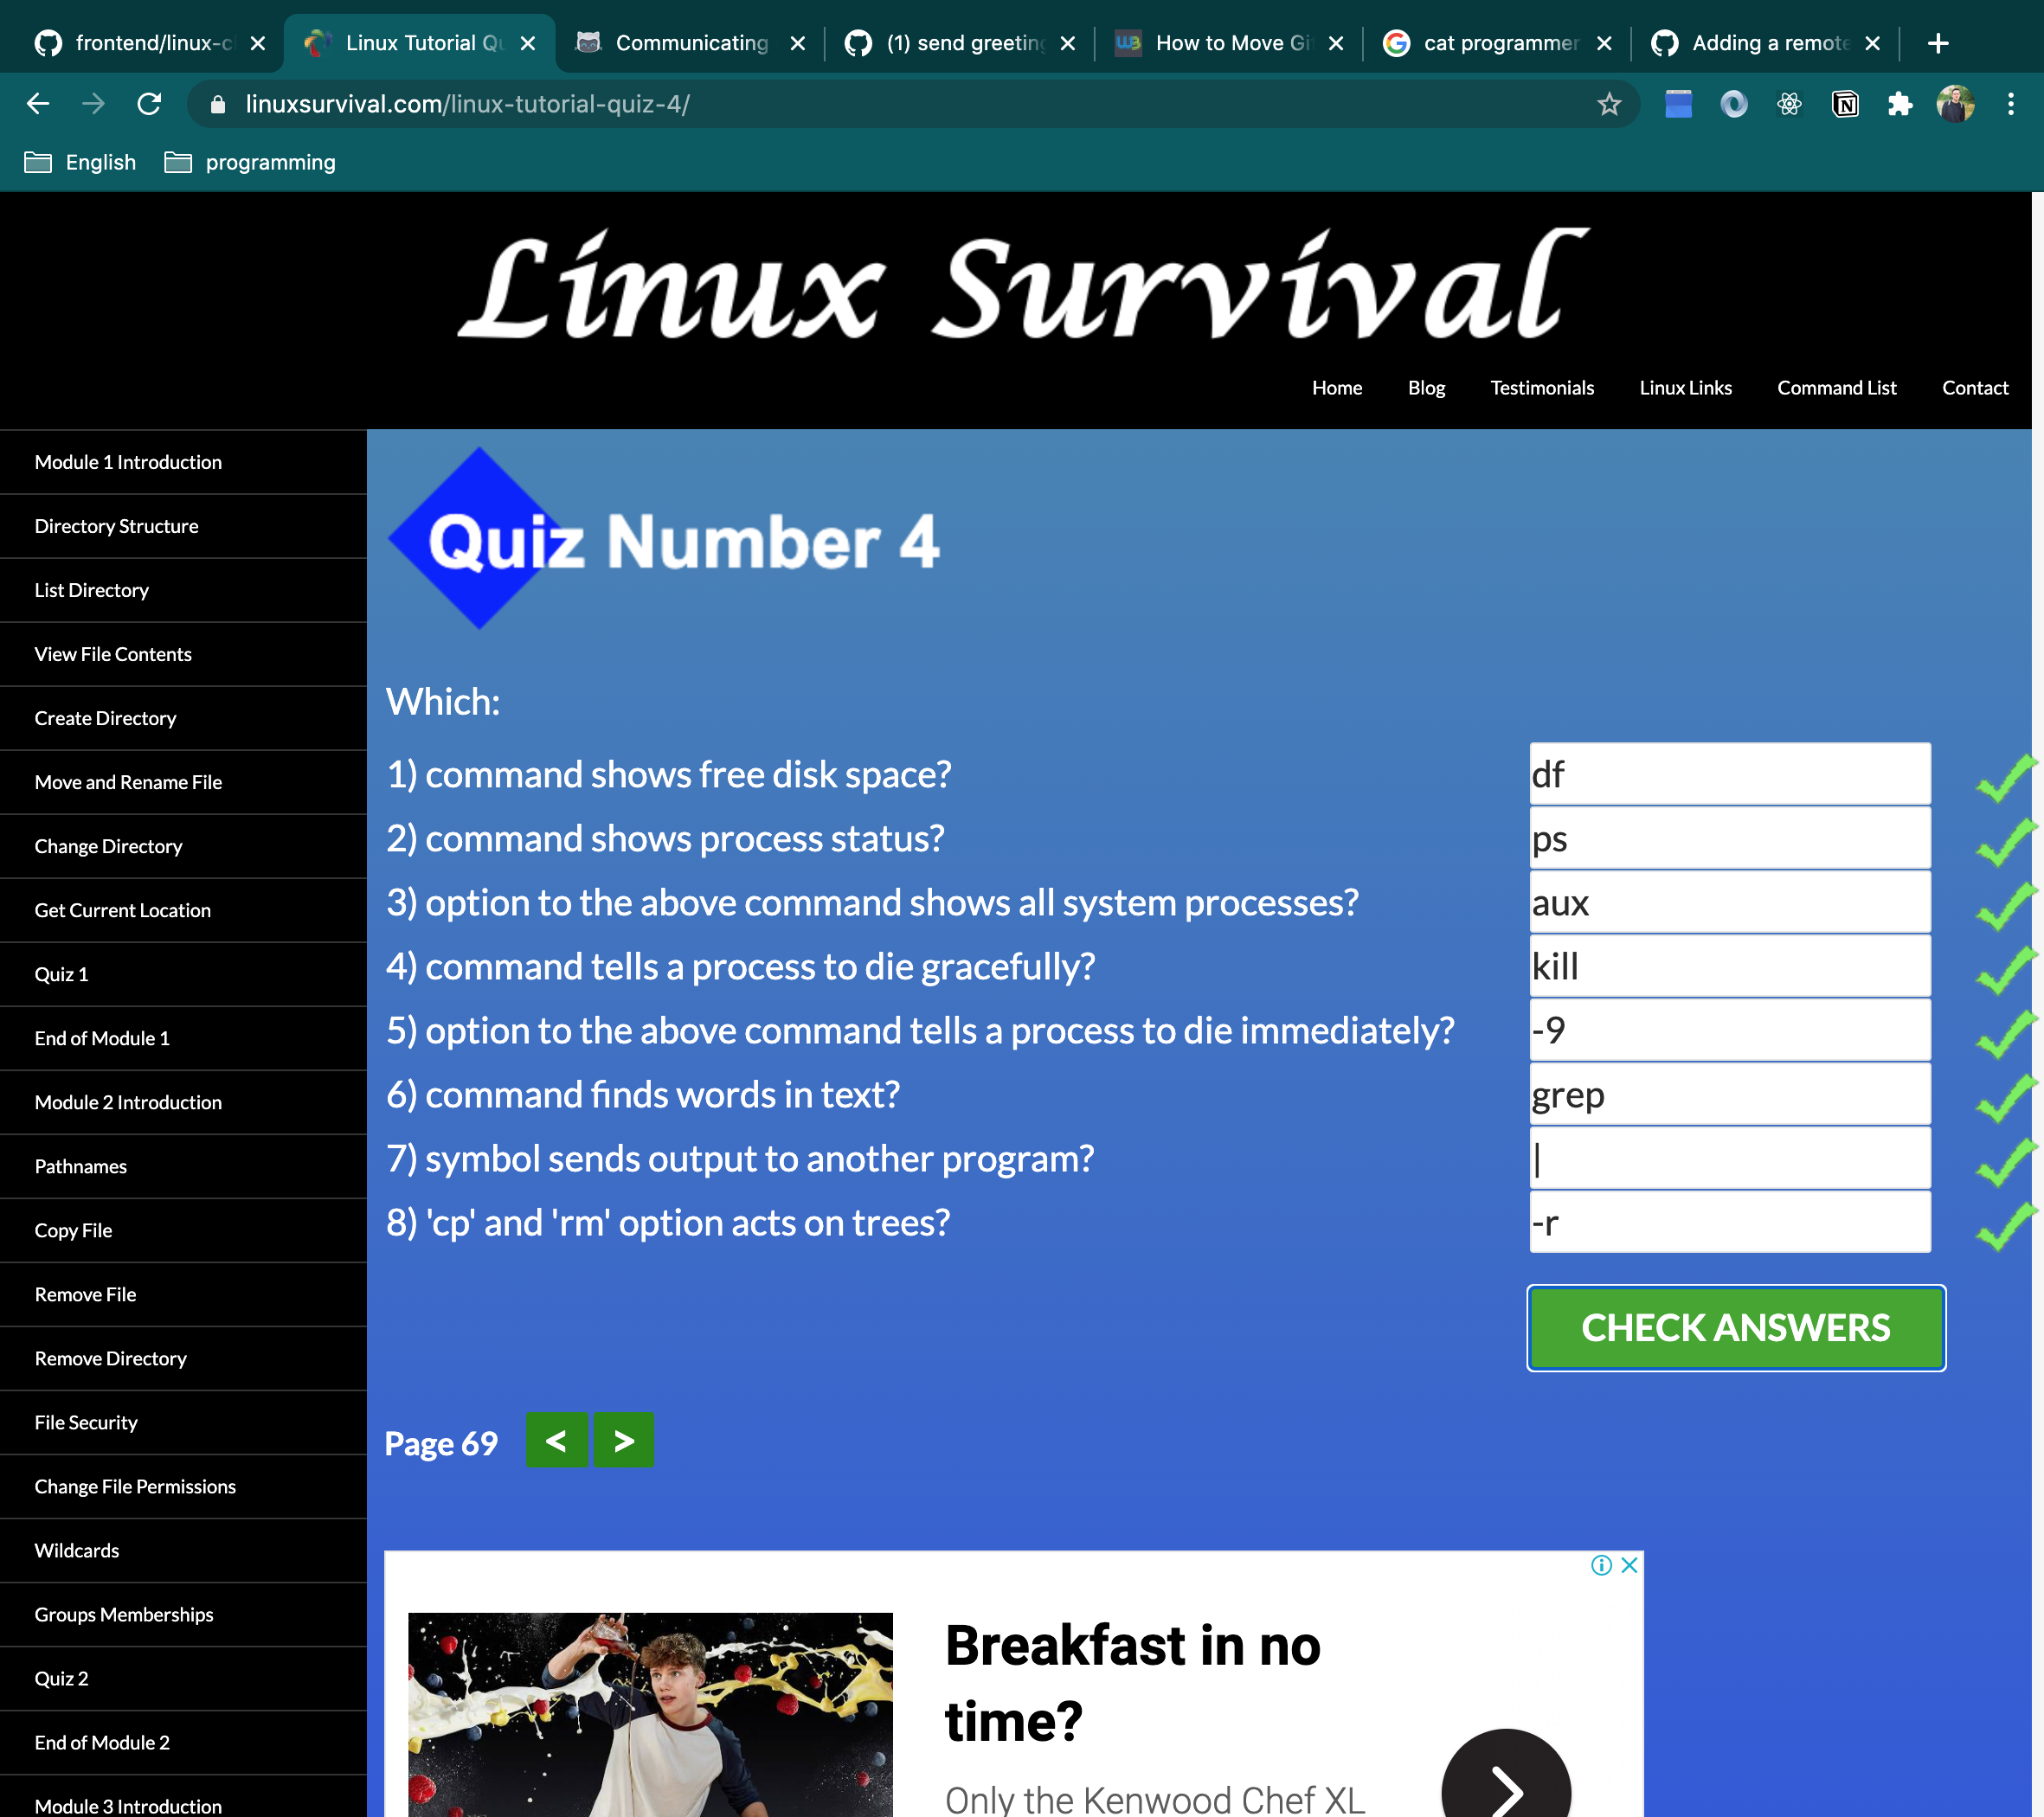 frontend/linux-c
Linux Tutorial Qu
Communicating
(1) send greeting
How to Move Gi
cat programmer
Adding a remote
linuxsurvival.com/linux-tutorial-quiz-4/
English
programming
Linux Survival
Home
Blog
Testimonials
Linux Links
Command List
Contact
Module 1 Introduction
Directory Structure
List Directory
View File Contents
Create Directory
Move and Rename File
Change Directory
Get Current Location
Quiz 1
End of Module 1
Module 2 Introduction
Pathnames
Copy File
Remove File
Remove Directory
File Security
Change File Permissions
Wildcards
Groups Memberships
Quiz 2
End of Module 2
Module 3 Introduction
Quiz Number 4
Which:
1) command shows free disk space? df
2) command shows process status? ps
3) option to the above command shows all system processes? aux
4) command tells a process to die gracefully? kill
5) option to the above command tells a process to die immediately? -9
6) command finds words in text? grep
7) symbol sends output to another program? |
8) 'cp' and 'rm' option acts on trees? -r
CHECK ANSWERS
Page 69 < >
Breakfast in no
time?
Only the Kenwood Chef XL